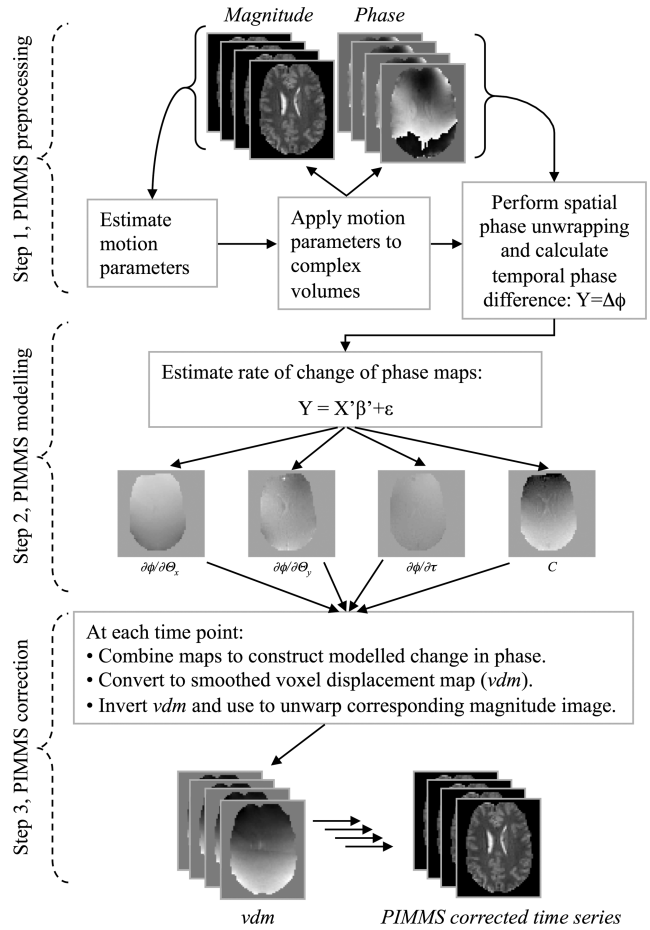 Magnitude Phase
Step 1, PIMMS preprocessing
Estimate
motion
parameters
Apply motion
parameters to
complex
volumes
Perform spatial
phase unwrapping
and calculate
temporal phase
difference: Y=Δϕ
Step 2, PIMMS modelling
Estimate rate of change of phase maps:
Y = X’β’+ε
∂ϕ/∂Θx ∂ϕ/∂Θy ∂ϕ/∂τ C
Step 3, PIMMS correction
At each time point:
• Combine maps to construct modelled change in phase.
• Convert to smoothed voxel displacement map (vdm).
• Invert vdm and use to unwarp corresponding magnitude image.
vdm PIMMS corrected time series